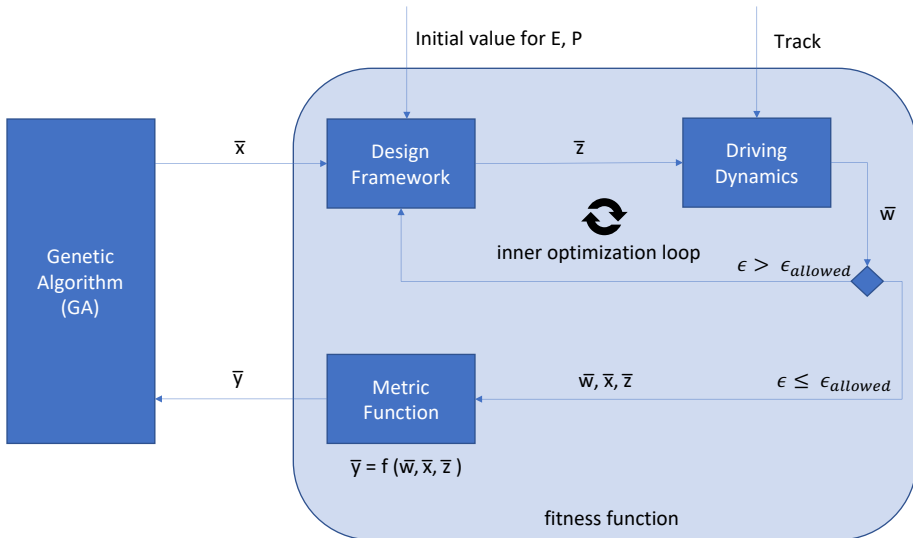 Initial value for E, P
Track
x̅
Design
Framework
z̅
Driving
Dynamics
w̅
inner optimization loop
ϵ > ϵ_allowed
Genetic
Algorithm
(GA)
y̅
Metric
Function
w̅, x̅, z̅
ϵ ≤ ϵ_allowed
y̅ = f (w̅, x̅, z̅ )
fitness function